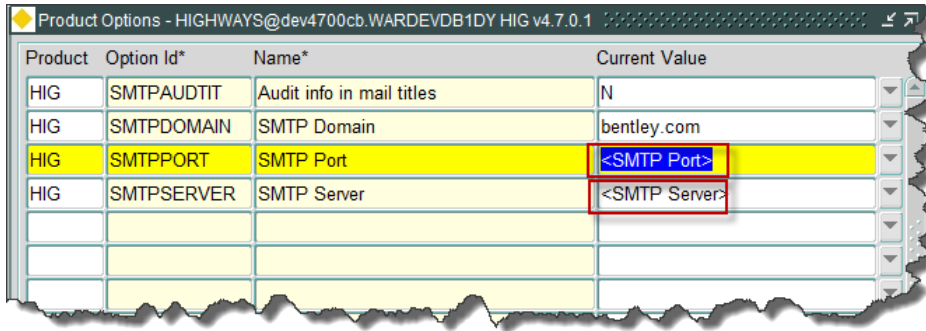 Product Options - HIGHWAYS@dev4700cb.WARDEVDB1DY HIG v4.7.0.1
Product Option Id* Name* Current Value
HIG SMTPAUDTIT Audit info in mail titles N
HIG SMTPDOMAIN SMTP Domain bentley.com
HIG SMTPPORT SMTP Port <SMTP Port>
HIG SMTPSERVER SMTP Server <SMTP Server>